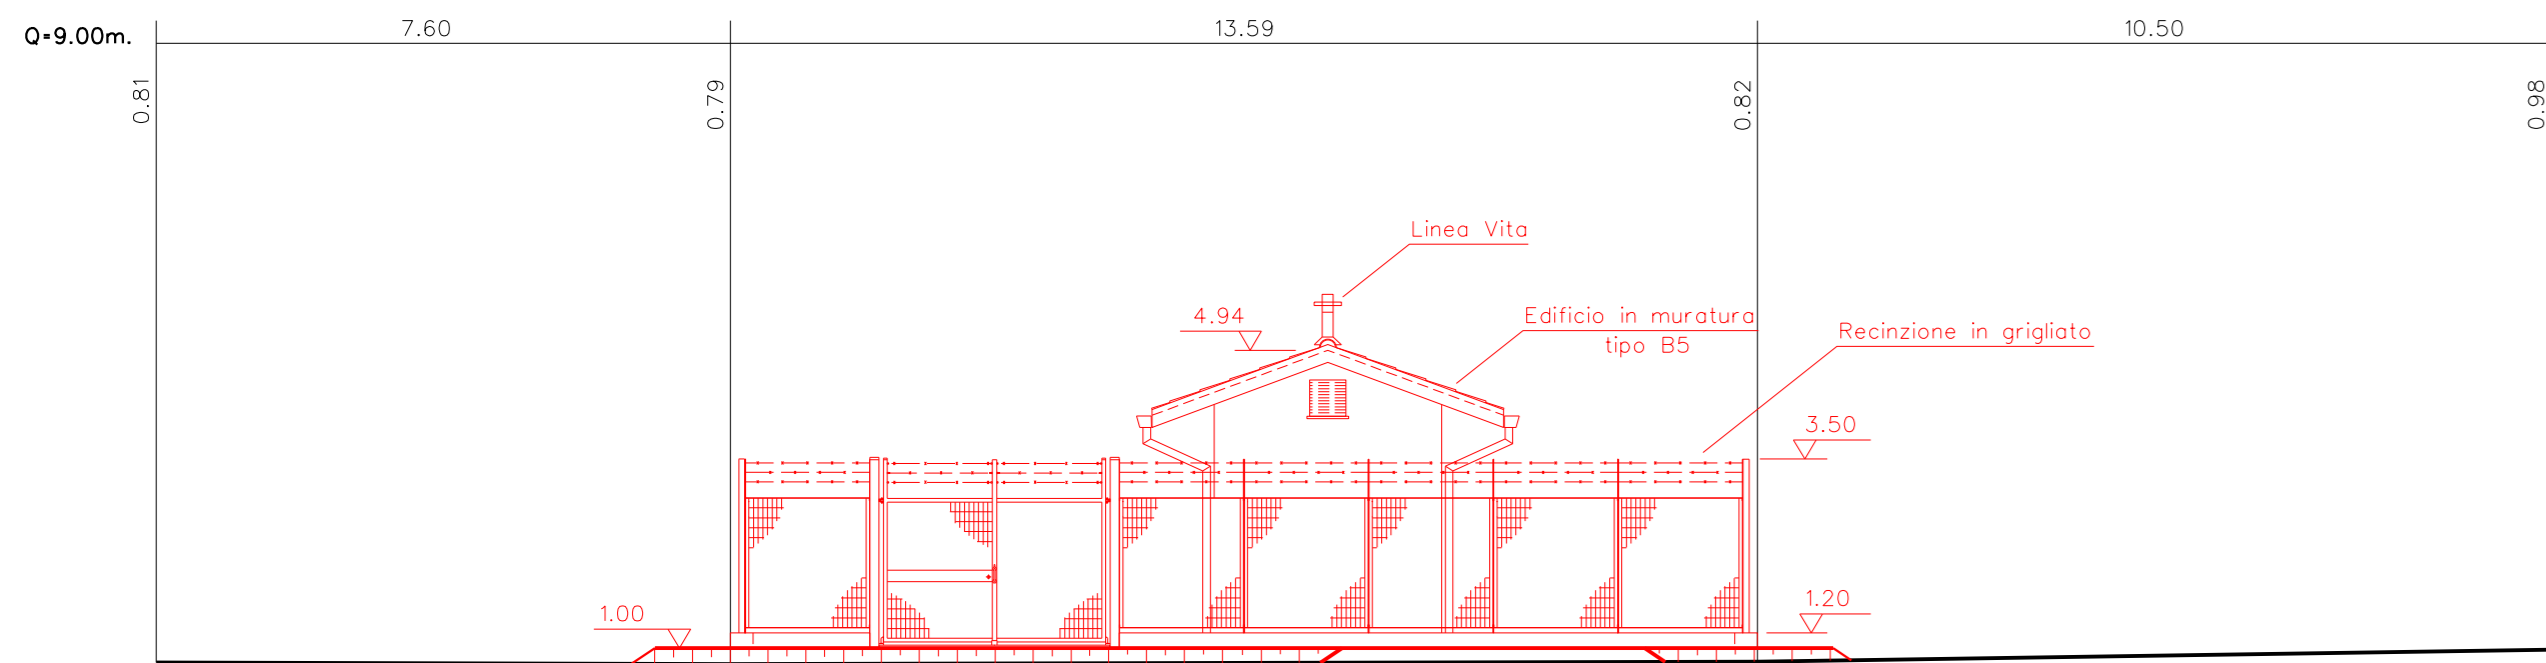 7.60
13.59
10.50
Q=9.00m.
0.81
0.79
0.82
0.98
Linea Vita
4.94
Edificio in muratura
tipo B5
Recinzione in grigliato
3.50
1.00
1.20